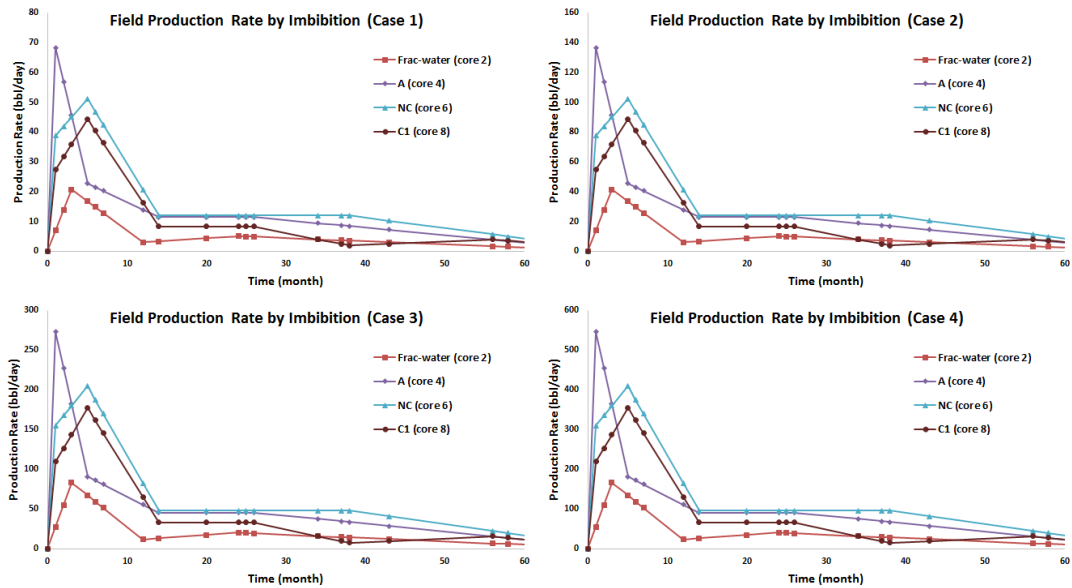 Field Production Rate by Imbibition (Case 1)
Production Rate (bbl/day)
80
70
60
50
40
30
20
10
0
Frac-water (core 2)
A (core 4)
NC (core 6)
C1 (core 8)
0 10 20 30 40 50 60
Time (month)
Field Production Rate by Imbibition (Case 2)
Production Rate (bbl/day)
160
140
120
100
80
60
40
20
0
Frac-water (core 2)
A (core 4)
NC (core 6)
C1 (core 8)
0 10 20 30 40 50 60
Time (month)
Field Production Rate by Imbibition (Case 3)
Production Rate (bbl/day)
300
250
200
150
100
50
0
Frac-water (core 2)
A (core 4)
NC (core 6)
C1 (core 8)
0 10 20 30 40 50 60
Time (month)
Field Production Rate by Imbibition (Case 4)
Production Rate (bbl/day)
600
500
400
300
200
100
0
Frac-water (core 2)
A (core 4)
NC (core 6)
C1 (core 8)
0 10 20 30 40 50 60
Time (month)